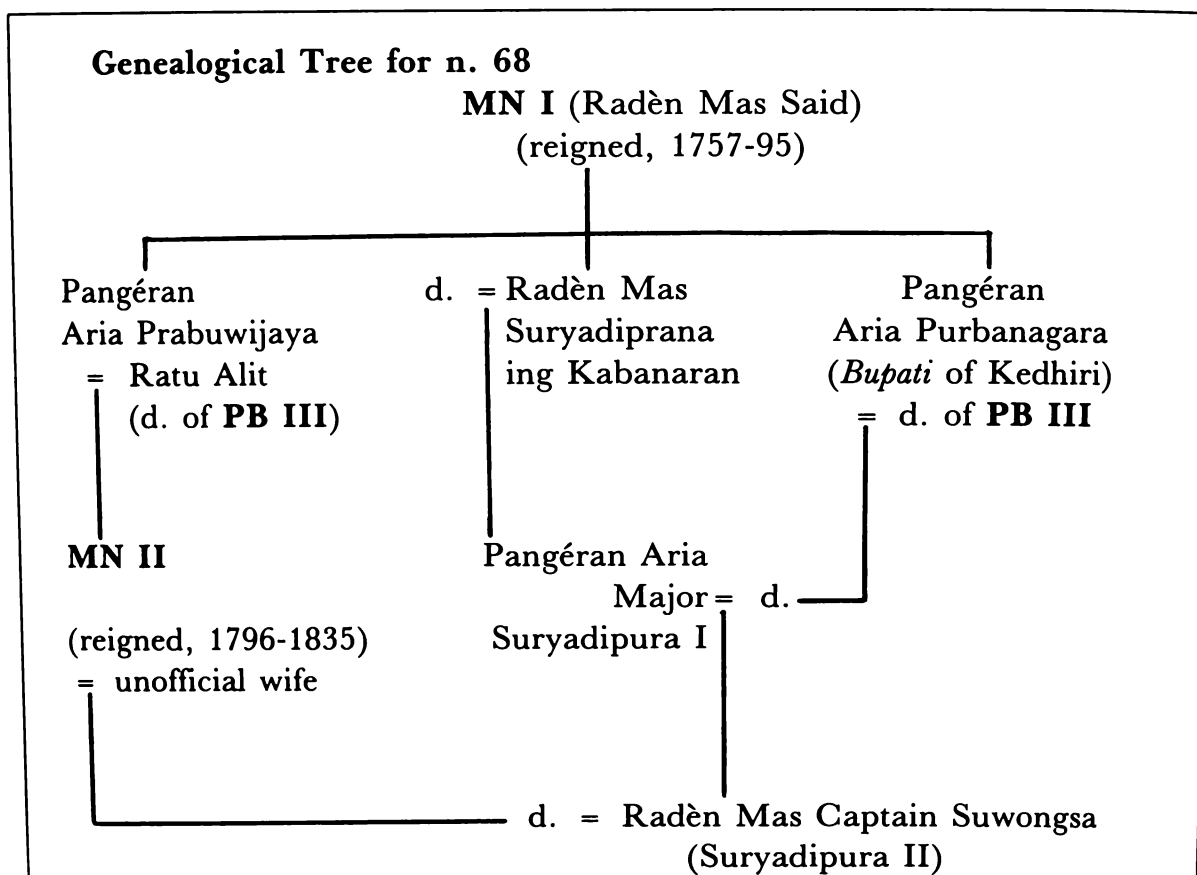 Genealogical Tree for n. 68
MN I (Radèn Mas Said)
(reigned, 1757-95)
Pangéran
Aria Prabuwijaya
= Ratu Alit
(d. of PB III)
d. = Radèn Mas
Suryadiprana
ing Kabanaran
Pangéran
Aria Purbanagara
(Bupati of Kedhiri)
= d. of PB III
MN II
(reigned, 1796-1835)
= unofficial wife
Pangéran Aria
Major = d.
Suryadipura I
d. = Radèn Mas Captain Suwongsa
(Suryadipura II)